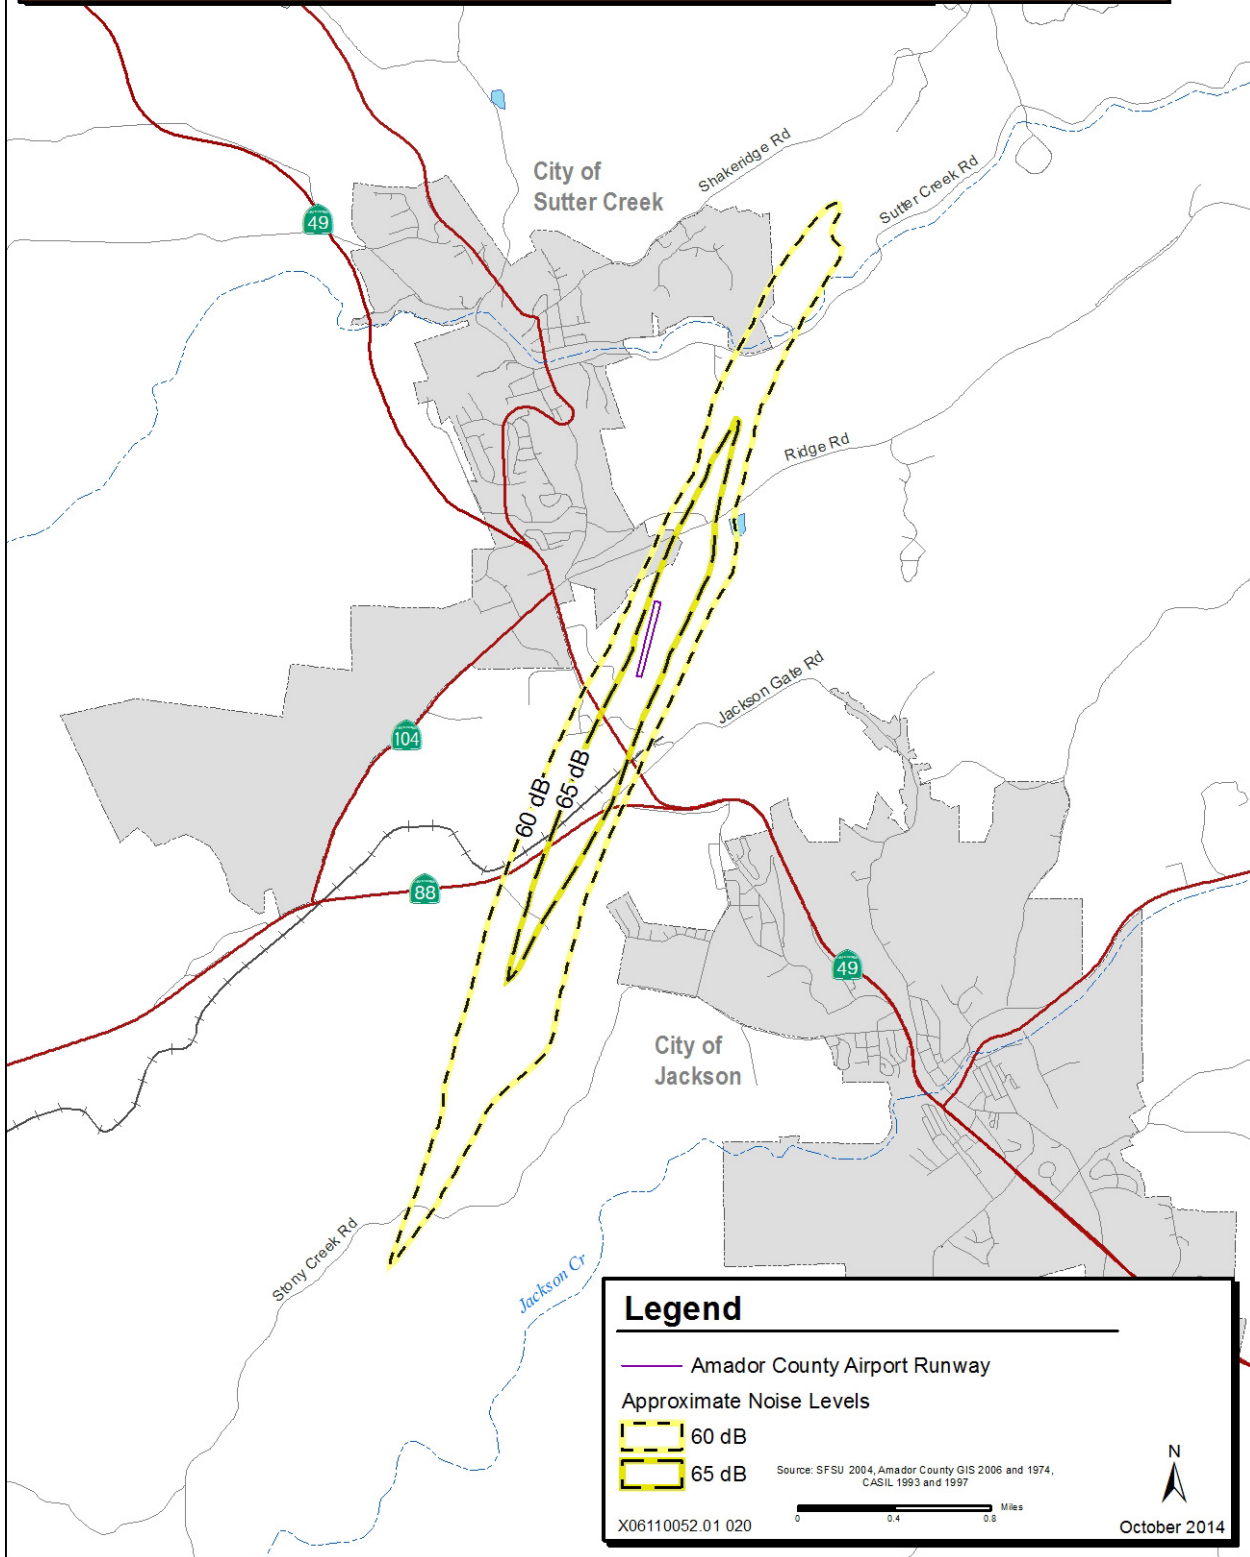 City of
Sutter Creek
Shakeridge Rd
Sutter Creek Rd
49
Ridge Rd
Jackson Gate Rd
104
60 dB
65 dB
88
49
City of
Jackson
Stony Creek Rd
Jackson Cr
Legend
Amador County Airport Runway
Approximate Noise Levels
60 dB
65 dB
Source: SFSU 2004, Amador County GIS 2006 and 1974,
CASIL 1993 and 1997
Miles
0 0.4 0.8
X06110052.01 020
N
October 2014